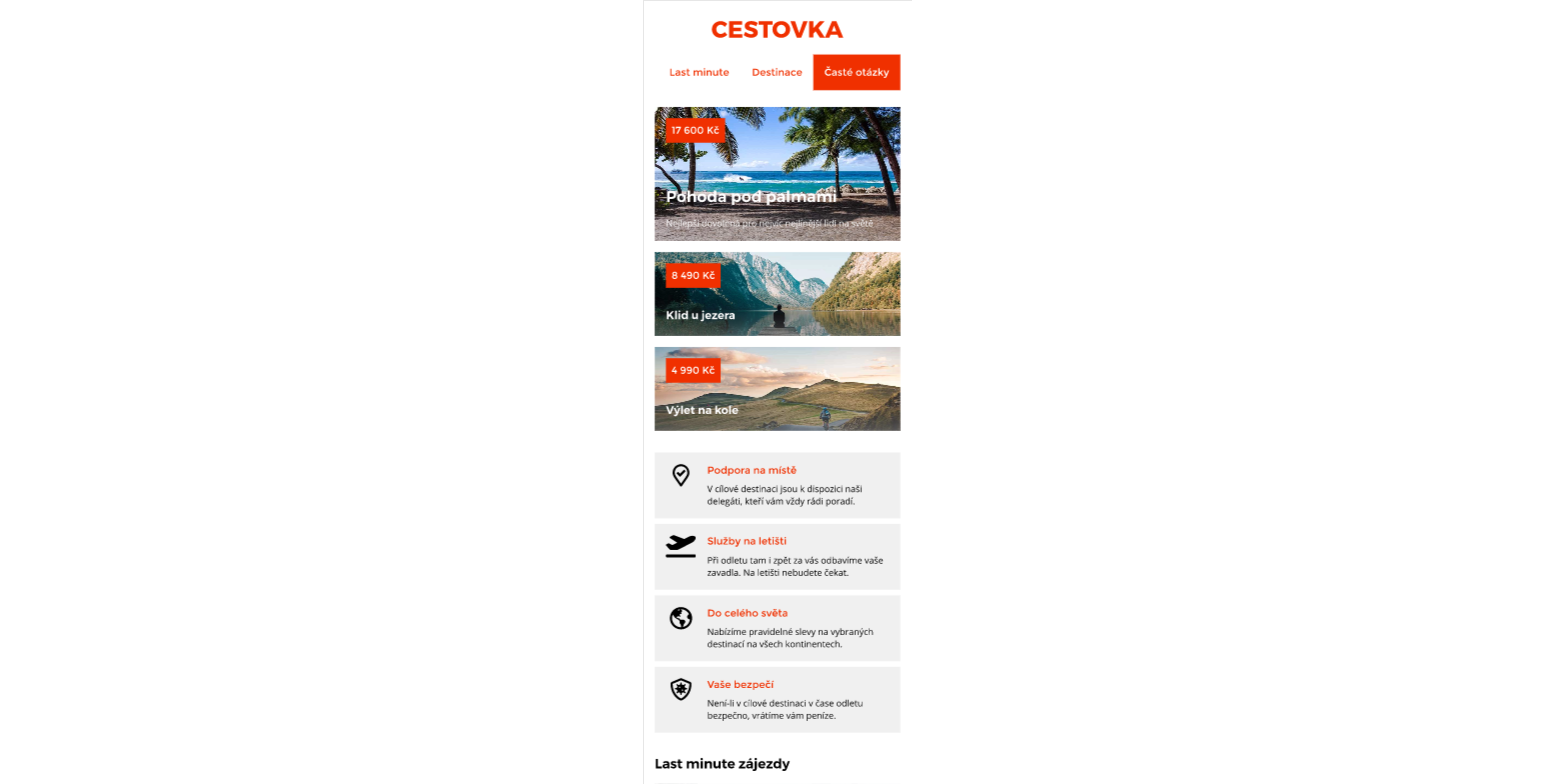 CESTOVKA
Last minute
Destinace
Časté otázky
17 600 Kč
Pohoda pod palmami
Nejlepší dovolená pro nejvíc nejlínější lidi na světě
8 490 Kč
Klid u jezera
4 990 Kč
Výlet na kole
Podpora na místě
V cílové destinaci jsou k dispozici naši
delegáti, kteří vám vždy rádi poradí.
Služby na letišti
Při odletu tam i zpět za vás odbavíme vaše
zavadla. Na letišti nebudete čekat.
Do celého světa
Nabízíme pravidelné slevy na vybraných
destinací na všech kontinentech.
Vaše bezpečí
Není-li v cílové destinaci v čase odletu
bezpečno, vrátíme vám peníze.
Last minute zájezdy